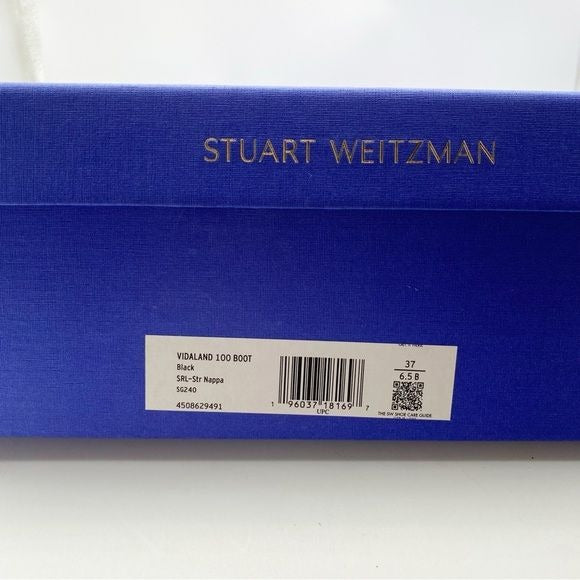 STUART WEITZMAN
VIDALAND 100 BOOT
Black
SRL-Str Nappa
SG240
4508629491
1 96037 18169 7
UPC
37
6.5 B
THE SW SHOE CARE GUIDE